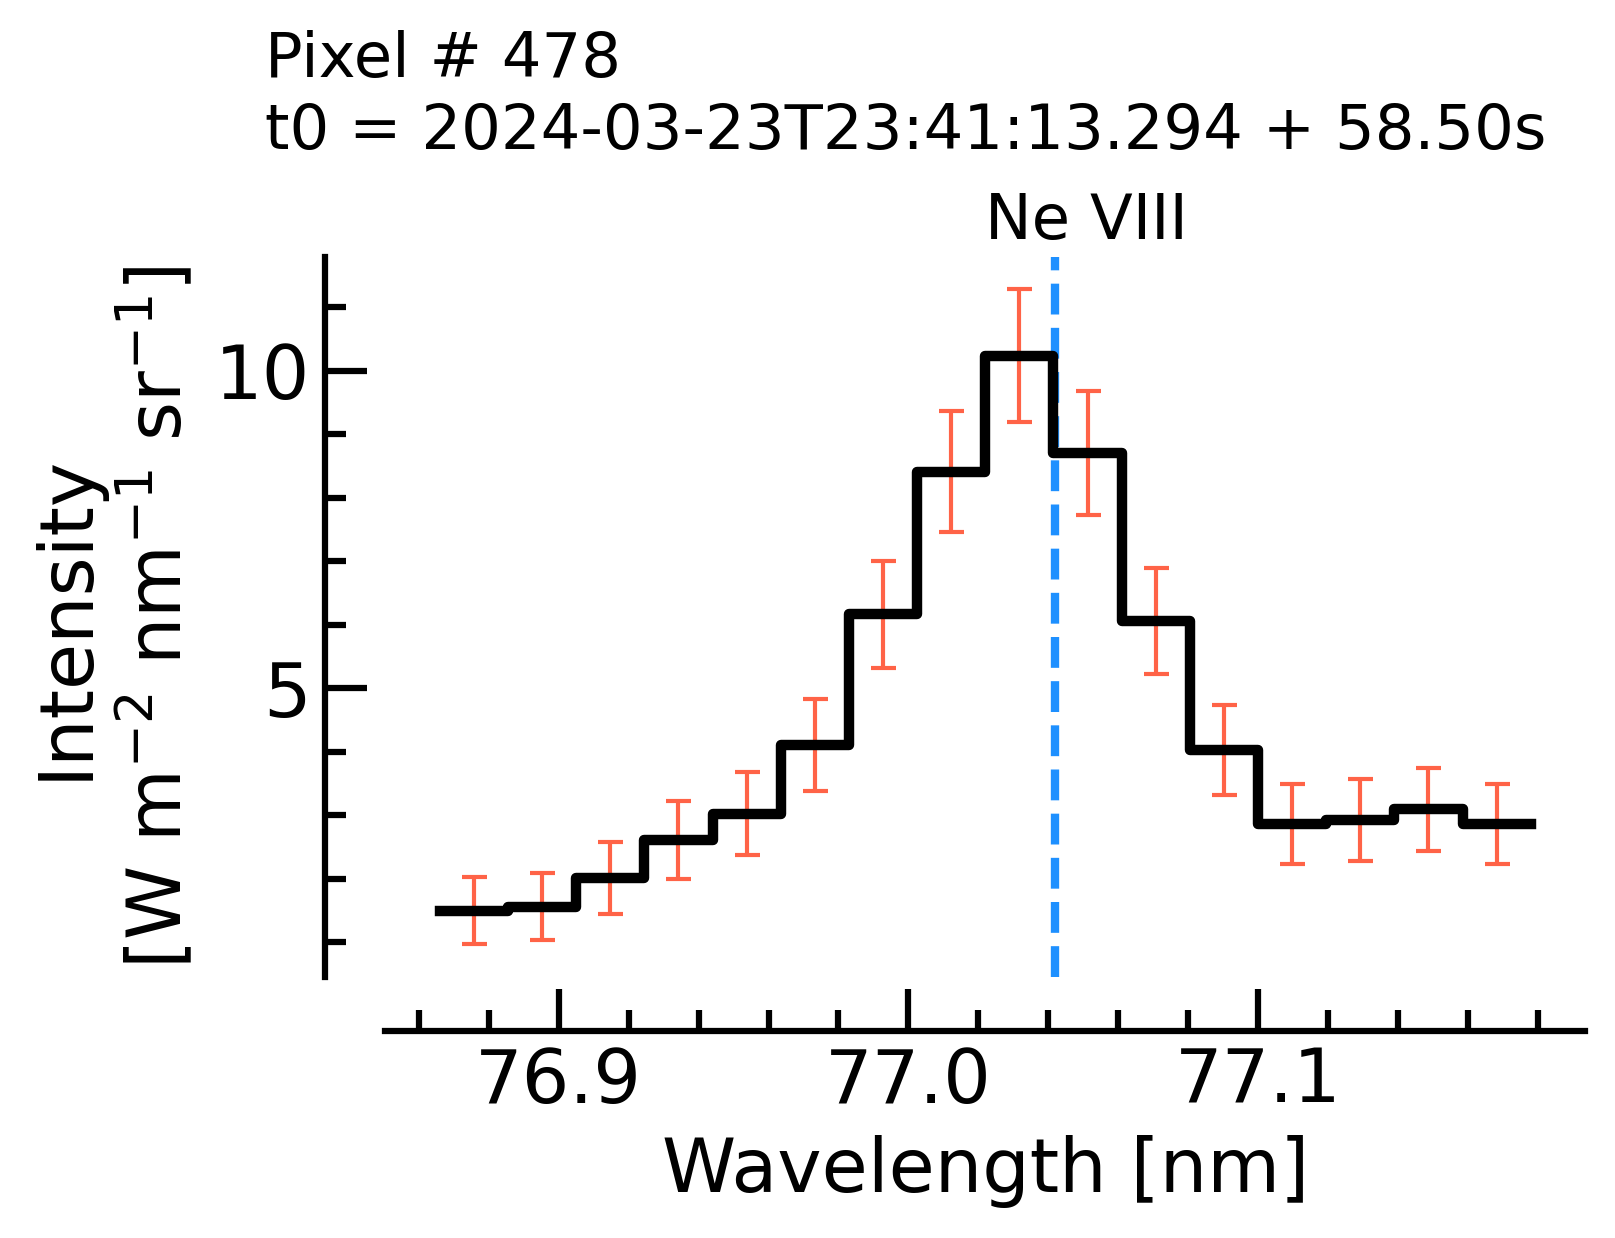 Pixel # 478
t0 = 2024-03-23T23:41:13.294 + 58.50s
Ne VIII
Intensity
[W m⁻² nm⁻¹ sr⁻¹]
10
5
76.9 77.0 77.1
Wavelength [nm]